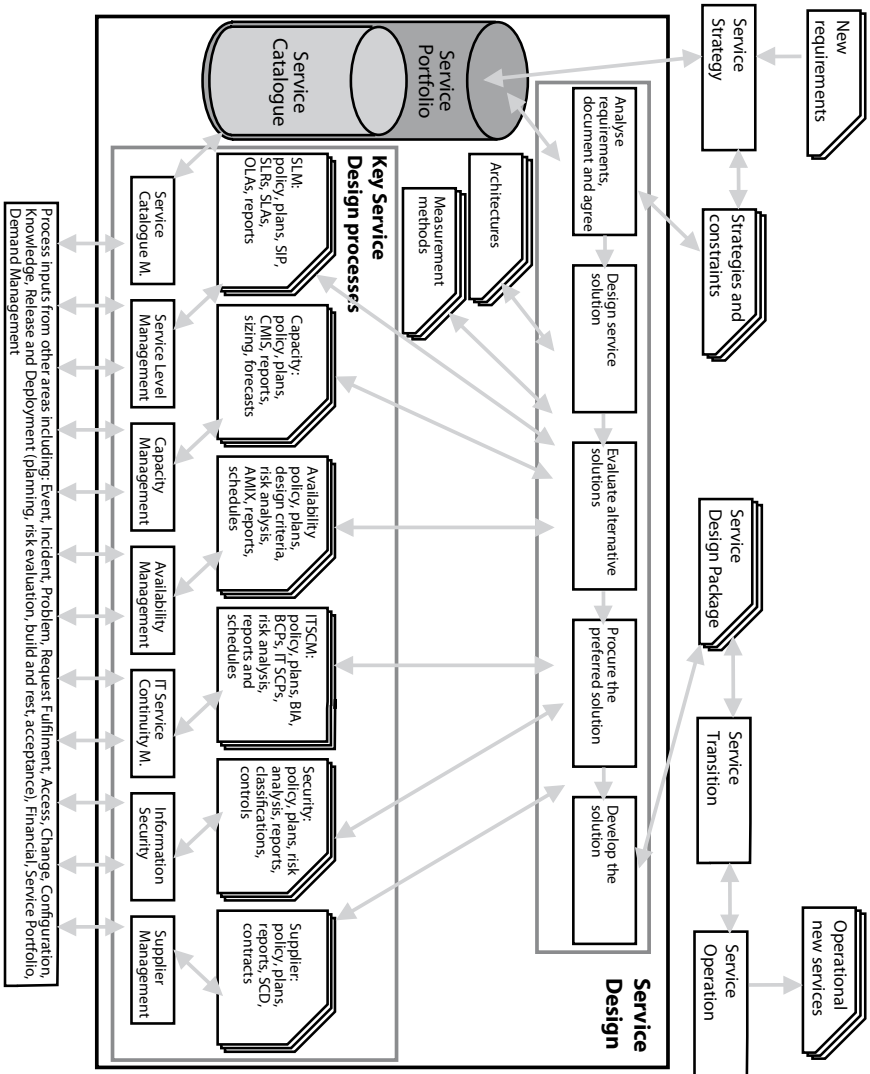 New
requirements
Service
Strategy
Strategies and
constraints
Service
Design Package
Service
Transition
Service
Operation
Operational
new services
Service
Design
Analyse
requirements,
document and agree
Design service
solution
Evaluate alternative
solutions
Procure the
preferred solution
Develop the
solution
Service
Portfolio
Service
Catalogue
Architectures
Measurement
methods
Key Service
Design processes
SLM:
policy, plans, SIP,
SLRs, SLAs,
OLAs, reports
Capacity:
policy, plans,
CMIS, reports,
sizing, forecasts
Availability
policy, plans,
design criteria,
risk analysis,
AMIX, reports,
schedules
ITSCM:
policy, plans, BIA,
BCPs, IT SCPs,
risk analysis,
reports and
schedules
Security:
policy, plans, risk
analysis, reports,
classifications,
controls
Supplier:
policy, plans,
reports, SCD,
contracts
Service
Catalogue M.
Service Level
Management
Capacity
Management
Availability
Management
IT Service
Continuity M.
Information
Security
Supplier
Management
Process inputs from other areas including: Event, Incident, Problem, Request Fulfilment, Access, Change, Configuration,
Knowledge, Release and Deployment (planning, risk evaluation, build and rest, acceptance), Financial, Service Portfolio,
Demand Management